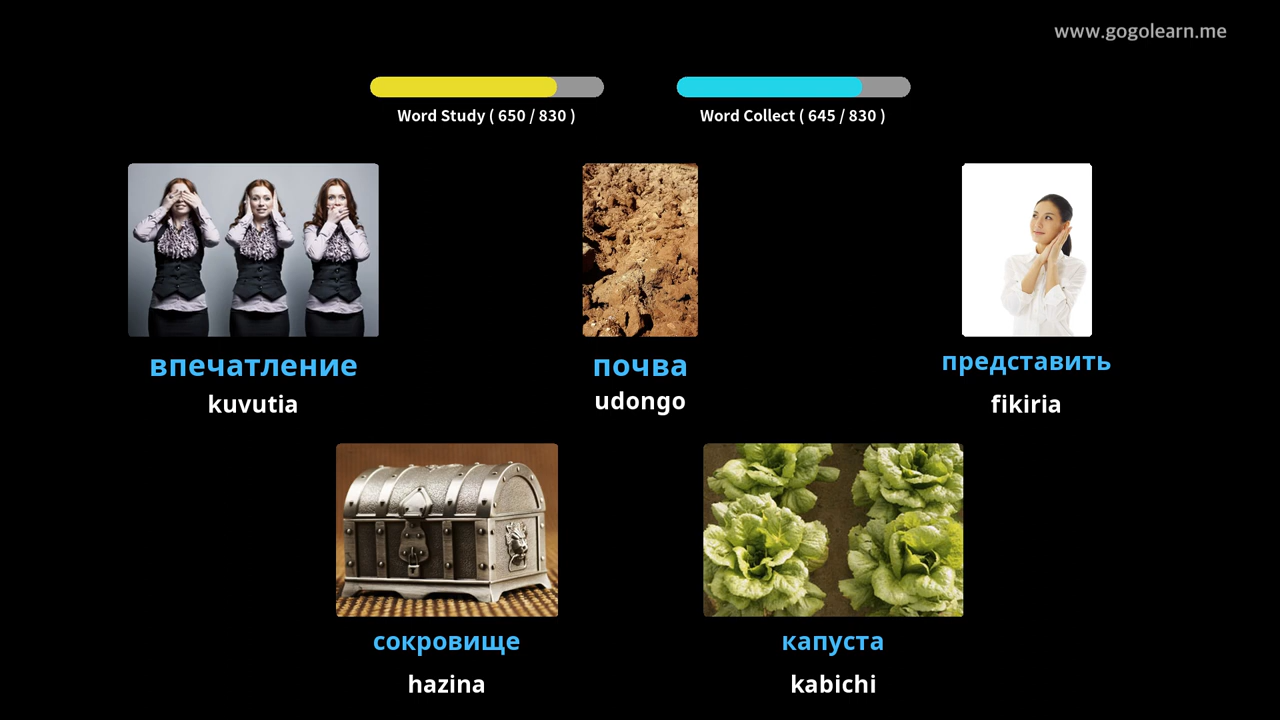 www.gogolearn.me
Word Study ( 650 / 830 )
Word Collect ( 645 / 830 )
впечатление
kuvutia
почва
udongo
представить
fikiria
сокровище
hazina
капуста
kabichi